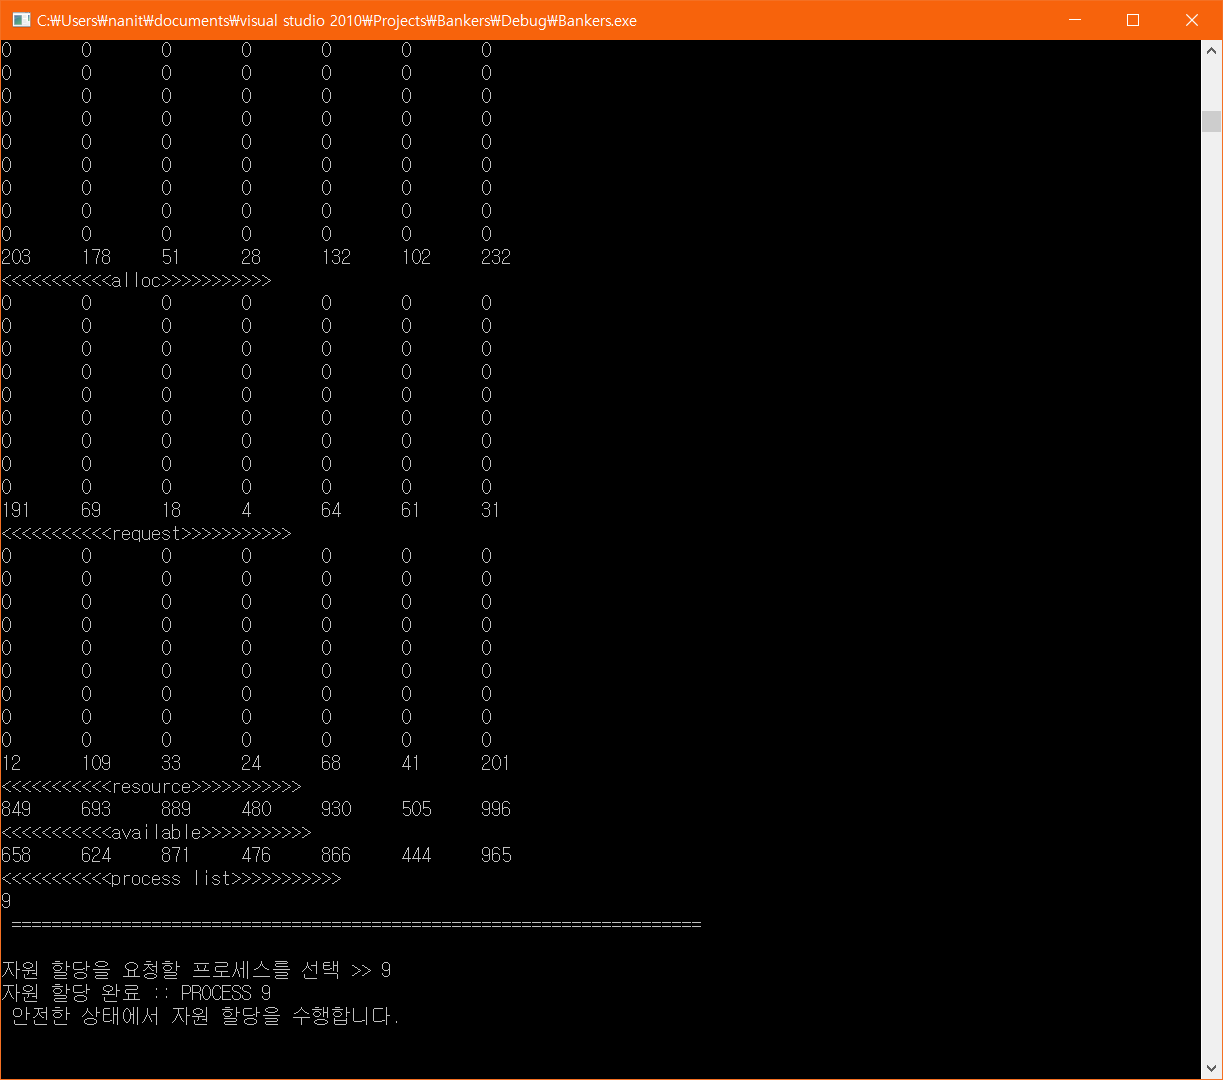 C:₩Users₩nanit₩documents₩visual studio 2010₩Projects₩Bankers₩Debug₩Bankers.exe
0 0 0 0 0 0 0
0 0 0 0 0 0 0
0 0 0 0 0 0 0
0 0 0 0 0 0 0
0 0 0 0 0 0 0
0 0 0 0 0 0 0
0 0 0 0 0 0 0
0 0 0 0 0 0 0
0 0 0 0 0 0 0
203 178 51 28 132 102 232
<<<<<<<<<<<alloc>>>>>>>>>>>
0 0 0 0 0 0 0
0 0 0 0 0 0 0
0 0 0 0 0 0 0
0 0 0 0 0 0 0
0 0 0 0 0 0 0
0 0 0 0 0 0 0
0 0 0 0 0 0 0
0 0 0 0 0 0 0
0 0 0 0 0 0 0
191 69 18 4 64 61 31
<<<<<<<<<<<request>>>>>>>>>>>
0 0 0 0 0 0 0
0 0 0 0 0 0 0
0 0 0 0 0 0 0
0 0 0 0 0 0 0
0 0 0 0 0 0 0
0 0 0 0 0 0 0
0 0 0 0 0 0 0
0 0 0 0 0 0 0
0 0 0 0 0 0 0
12 109 33 24 68 41 201
<<<<<<<<<<<resource>>>>>>>>>>>
849 693 889 480 930 505 996
<<<<<<<<<<<available>>>>>>>>>>>
658 624 871 476 866 444 965
<<<<<<<<<<<process list>>>>>>>>>>>
9
=====================================================================
자원 할당을 요청할 프로세스를 선택 >> 9
자원 할당 완료 :: PROCESS 9
안전한 상태에서 자원 할당을 수행합니다.